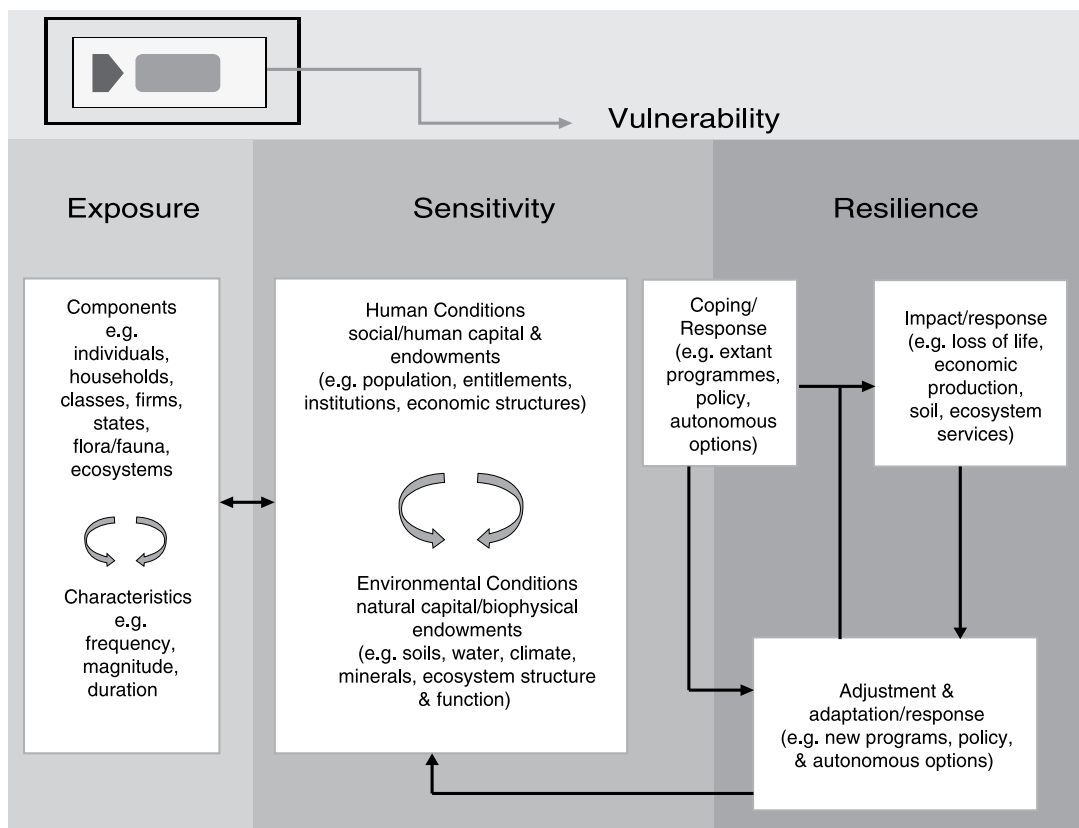 Vulnerability
Exposure
Sensitivity
Resilience
Components
e.g.
individuals,
households,
classes, firms,
states,
flora/fauna,
ecosystems
Characteristics
e.g.
frequency,
magnitude,
duration
Human Conditions
social/human capital &
endowments
(e.g. population, entitlements,
institutions, economic structures)
Environmental Conditions
natural capital/biophysical
endowments
(e.g. soils, water, climate,
minerals, ecosystem structure
& function)
Coping/
Response
(e.g. extant
programmes,
policy,
autonomous
options)
Impact/response
(e.g. loss of life,
economic
production,
soil, ecosystem
services)
Adjustment &
adaptation/response
(e.g. new programs, policy,
& autonomous options)